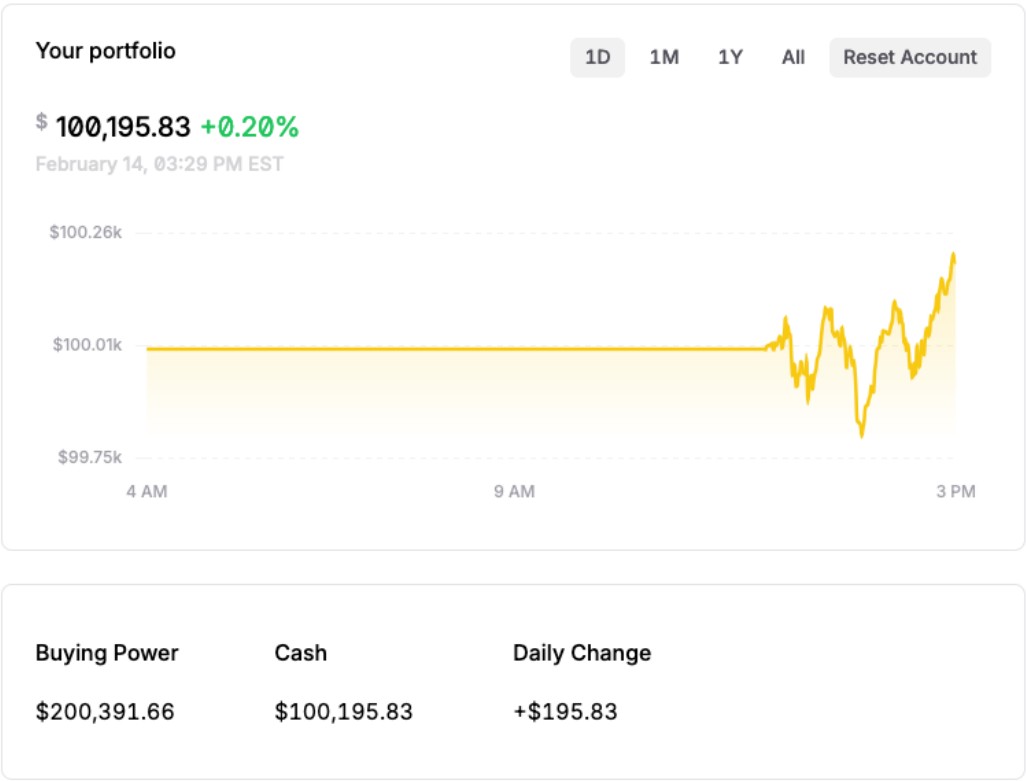 Your portfolio
1D 1M 1Y All Reset Account
$ 100,195.83 +0.20%
February 14, 03:29 PM EST
$100.26k
$100.01k
$99.75k
4 AM 9 AM 3 PM
Buying Power Cash Daily Change
$200,391.66 $100,195.83 +$195.83